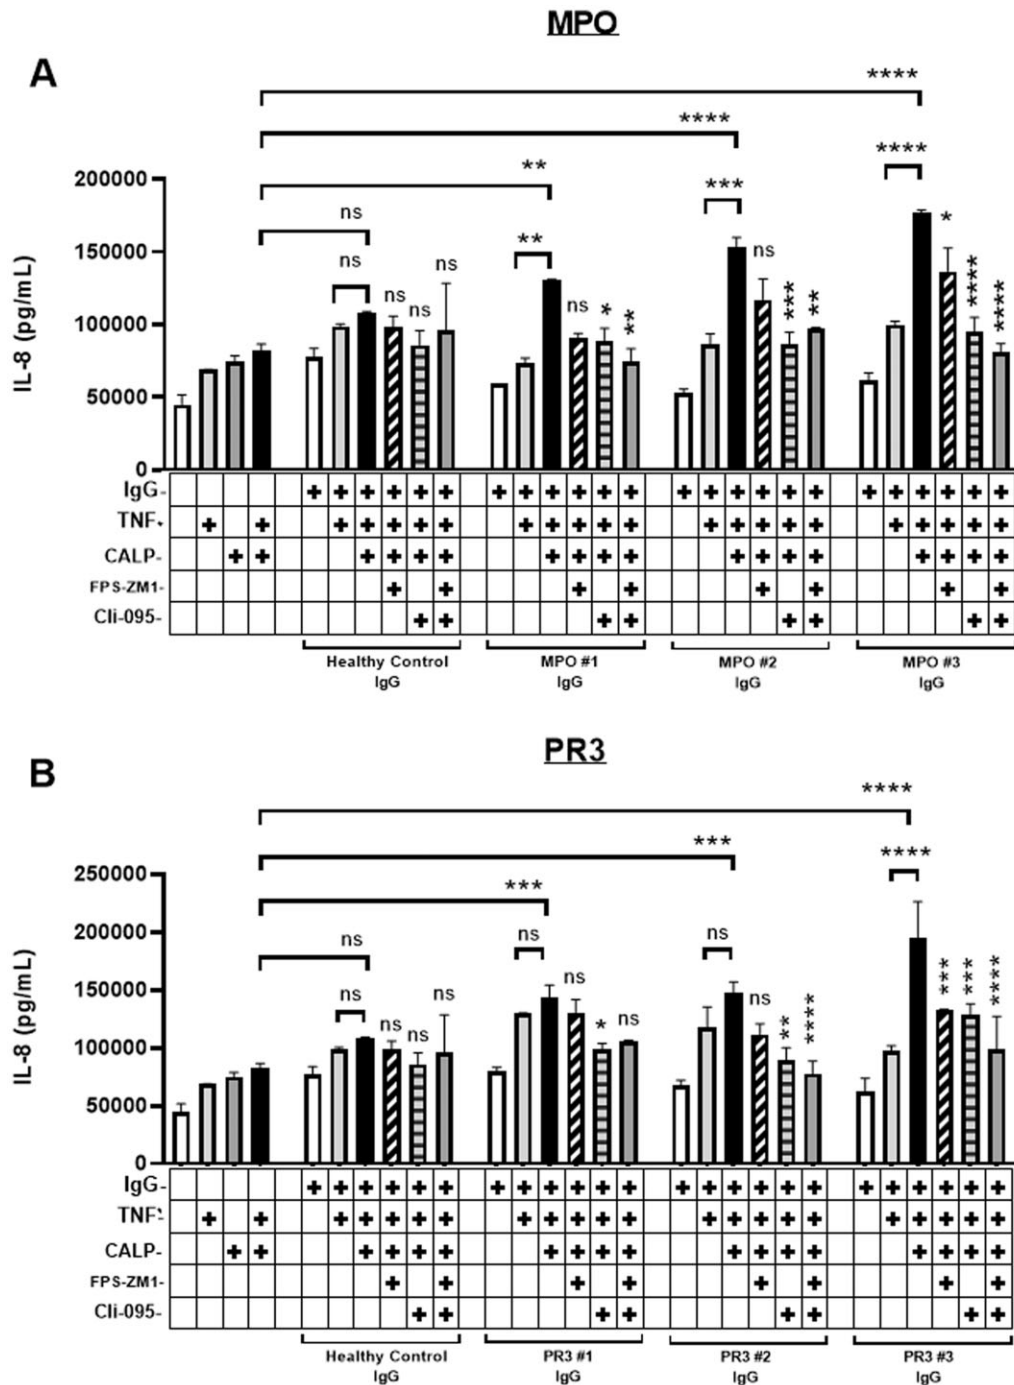 MPO
A
****
****
**
ns
**** 
***
**
ns
ns
ns
ns
ns
*
**
ns
***
**
*
****
****
IL-8 (pg/mL)
200000
150000
100000
50000
0
IgG - + + + + + + + + + + + + + + + + + + + +
TNF + + + + + + + + + + + + + + + + + +
CALP - + + + + + + + + + + + + + + + + + +
FPS-ZM1 - + + + + + + + +
Cli-095 - + + + + + + + +
Healthy Control MPO #1 MPO #2 MPO #3
IgG IgG IgG IgG
PR3
B
****
***
***
ns
****
ns
ns
ns
ns
ns
ns
ns
*
ns
ns
**
****
***
***
****
IL-8 (pg/mL)
250000
200000
150000
100000
50000
0
IgG - + + + + + + + + + + + + + + + + + + + +
TNF + + + + + + + + + + + + + + + + + +
CALP - + + + + + + + + + + + + + + + + + +
FPS-ZM1 - + + + + + + + +
Cli-095 - + + + + + + + +
Healthy Control PR3 #1 PR3 #2 PR3 #3
IgG IgG IgG IgG